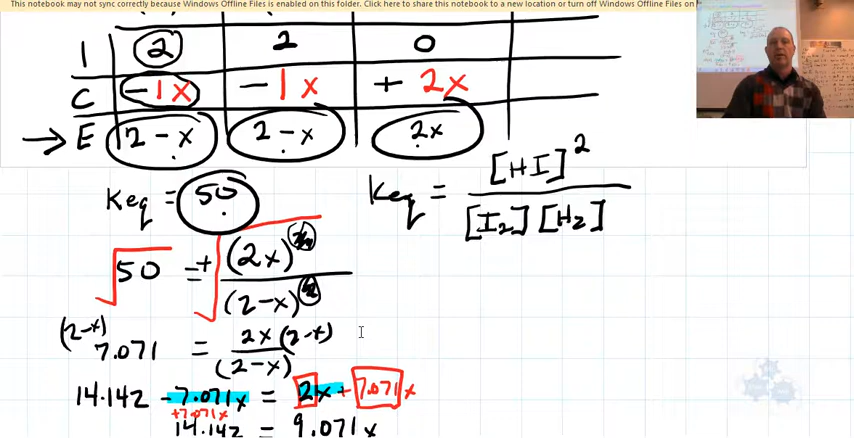 This notebook may not sync correctly because Windows Offline Files is enabled on this folder. Click here to share this notebook to a new location or turn off Windows Offline Files on
I 2 2 0
C -1x -1x + 2x
→ E 2-x 2-x 2x
Keq = 50
Keq = [HI]² / [I₂][H₂]
√50 = + √(2x)² / (2-x)²
(2-x) 7.071 = 2x(2-x) / (2-x)
14.142 - 7.071x = 2x + 7.071x
+7.071x
14.142 = 9.071x